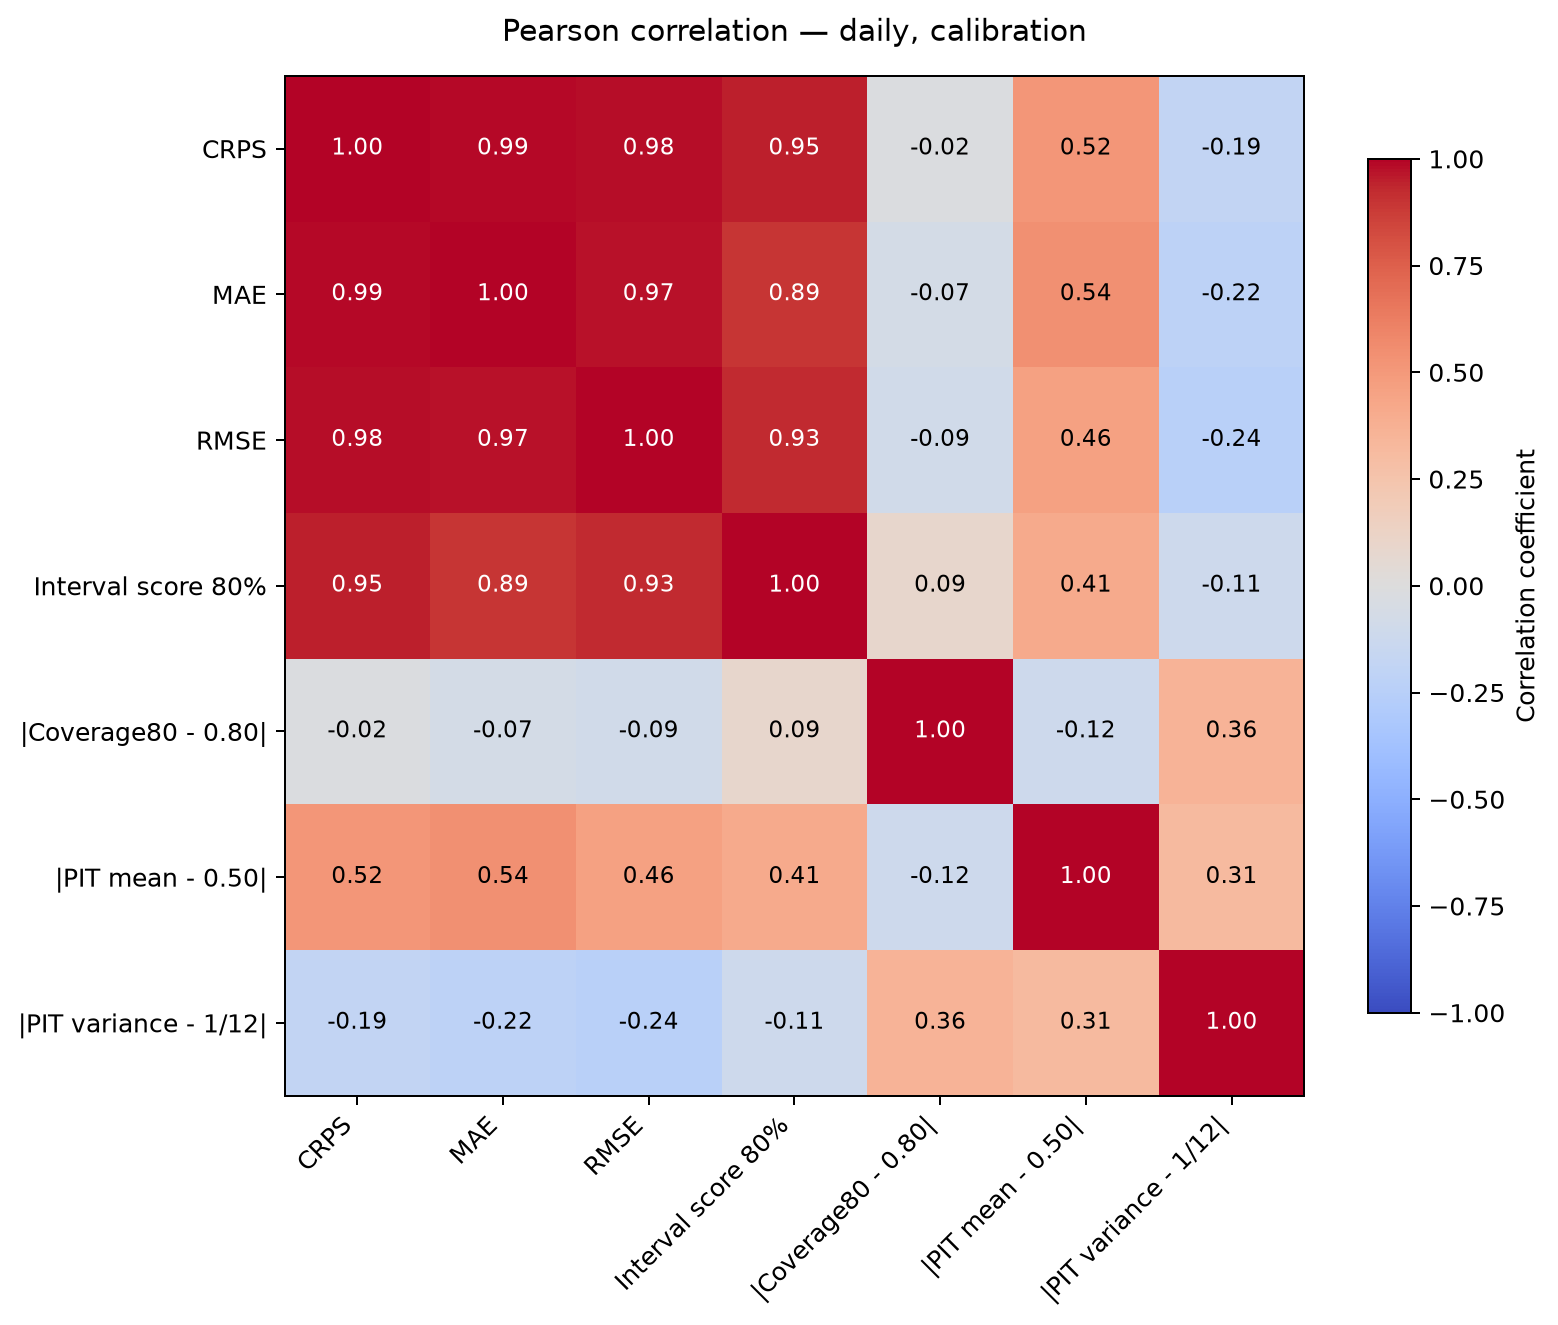 Pearson correlation — daily, calibration
CRPS 1.00 0.99 0.98 0.95 -0.02 0.52 -0.19
MAE 0.99 1.00 0.97 0.89 -0.07 0.54 -0.22
RMSE 0.98 0.97 1.00 0.93 -0.09 0.46 -0.24
Interval score 80% 0.95 0.89 0.93 1.00 0.09 0.41 -0.11
|Coverage80 - 0.80| -0.02 -0.07 -0.09 0.09 1.00 -0.12 0.36
|PIT mean - 0.50| 0.52 0.54 0.46 0.41 -0.12 1.00 0.31
|PIT variance - 1/12| -0.19 -0.22 -0.24 -0.11 0.36 0.31 1.00
CRPS
MAE
RMSE
Interval score 80%
|Coverage80 - 0.80|
|PIT mean - 0.50|
|PIT variance - 1/12|
1.00
0.75
0.50
0.25
0.00
−0.25
−0.50
−0.75
−1.00
Correlation coefficient